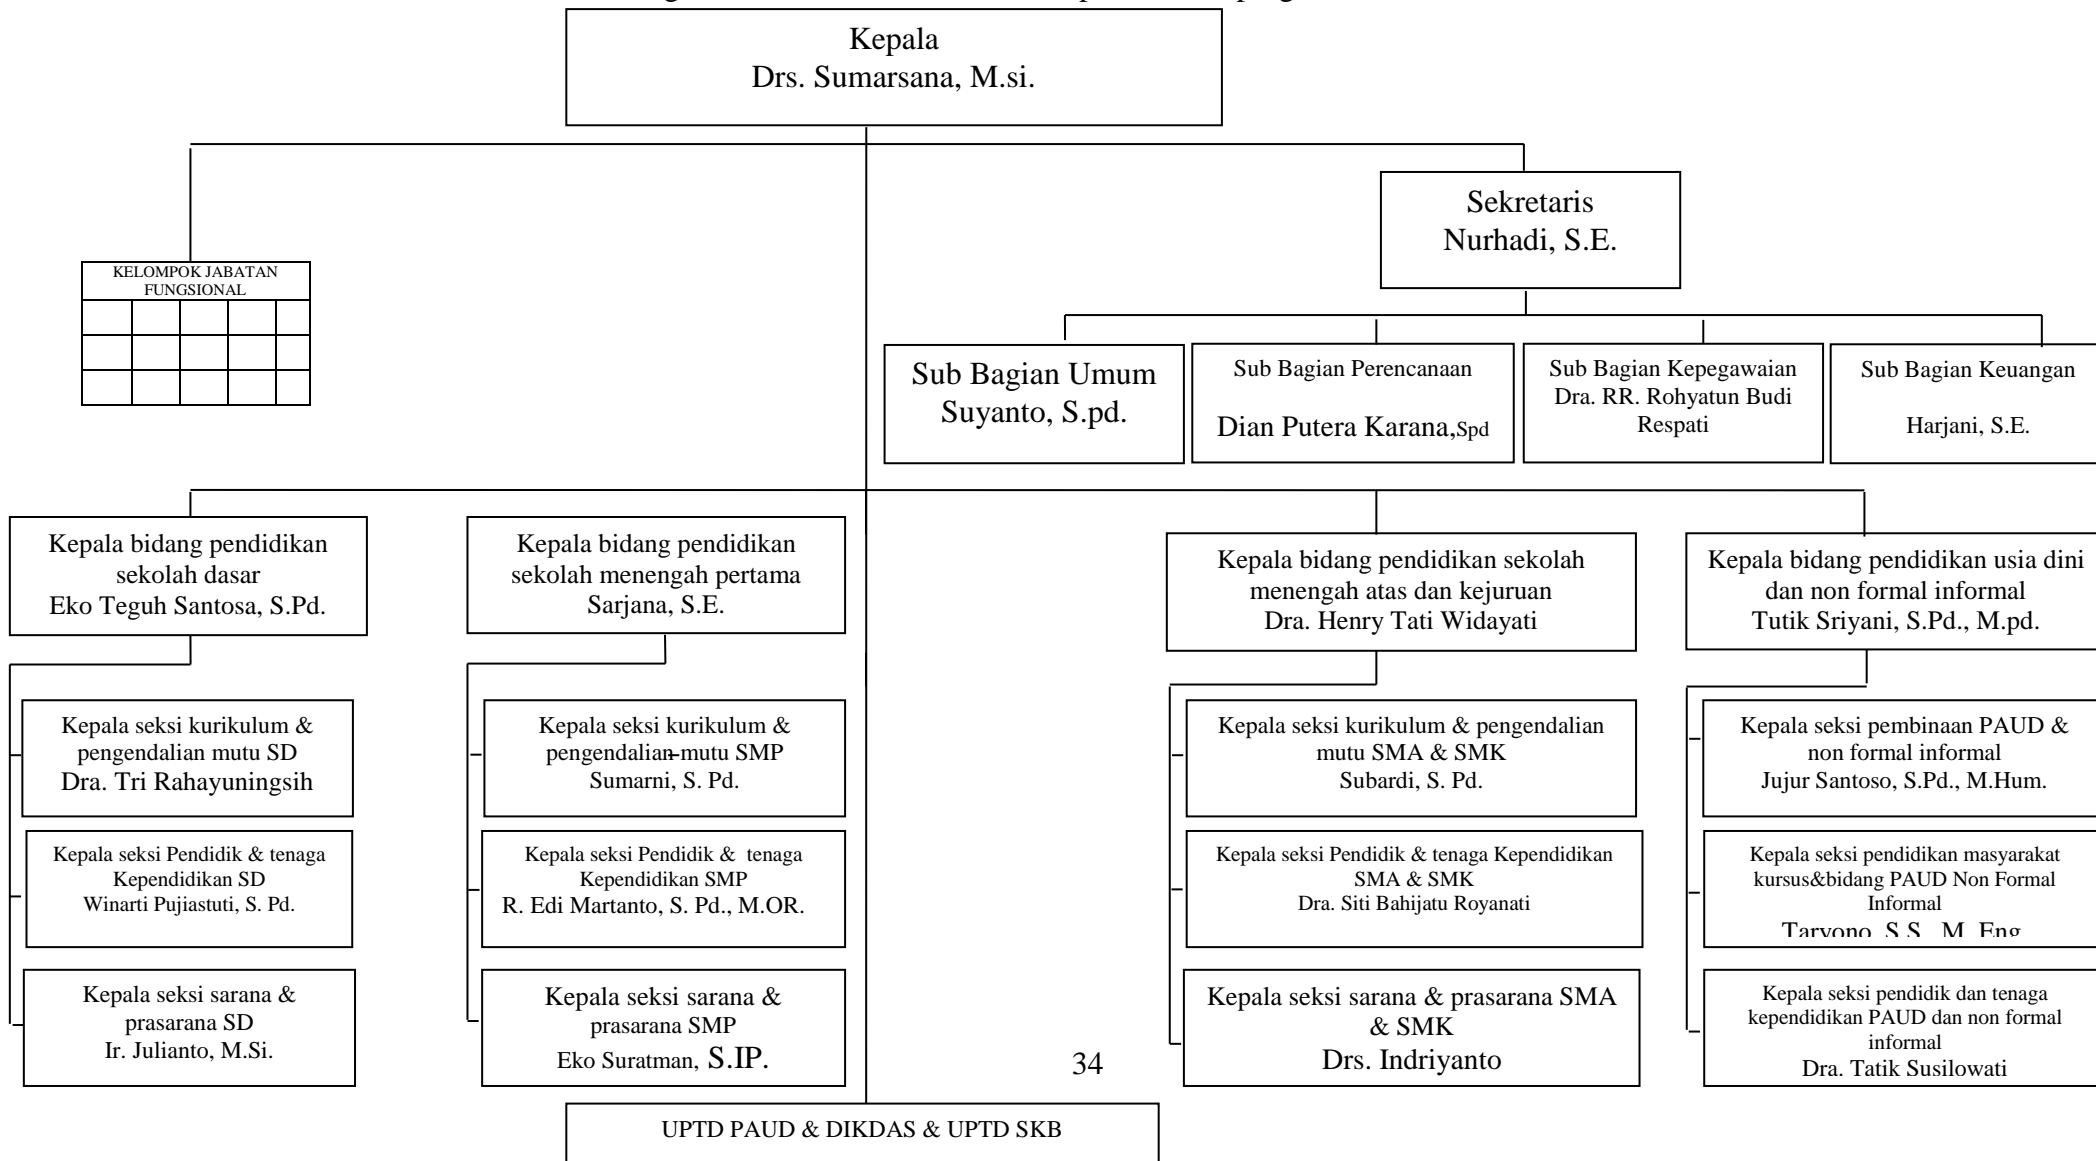 Kepala
Drs. Sumarsana, M.si.
Sekretaris
Nurhadi, S.E.
KELOMPOK JABATAN
FUNGSIONAL
Sub Bagian Umum
Suyanto, S.pd.
Sub Bagian Perencanaan
Dian Putera Karana,Spd
Sub Bagian Kepegawaian
Dra. RR. Rohyatun Budi
Respati
Sub Bagian Keuangan
Harjani, S.E.
Kepala bidang pendidikan
sekolah dasar
Eko Teguh Santosa, S.Pd.
Kepala bidang pendidikan
sekolah menengah pertama
Sarjana, S.E.
Kepala bidang pendidikan sekolah
menengah atas dan kejuruan
Dra. Henry Tati Widayati
Kepala bidang pendidikan usia dini
dan non formal informal
Tutik Sriyani, S.Pd., M.pd.
Kepala seksi kurikulum &
pengendalian mutu SD
Dra. Tri Rahayuningsih
Kepala seksi kurikulum &
pengendalian mutu SMP
Sumarni, S. Pd.
Kepala seksi kurikulum & pengendalian
mutu SMA & SMK
Subardi, S. Pd.
Kepala seksi pembinaan PAUD &
non formal informal
Jujur Santoso, S.Pd., M.Hum.
Kepala seksi Pendidik & tenaga
Kependidikan SD
Winarti Pujiastuti, S. Pd.
Kepala seksi Pendidik & tenaga
Kependidikan SMP
R. Edi Martanto, S. Pd., M.OR.
Kepala seksi Pendidik & tenaga Kependidikan
SMA & SMK
Dra. Siti Bahijatu Royanati
Kepala seksi pendidikan masyarakat
kursus&bidang PAUD Non Formal
Informal
Taryono, S.S., M. Eng
Kepala seksi sarana &
prasarana SD
Ir. Julianto, M.Si.
Kepala seksi sarana &
prasarana SMP
Eko Suratman, S.IP.
Kepala seksi sarana & prasarana SMA
& SMK
Drs. Indriyanto
Kepala seksi pendidik dan tenaga
kependidikan PAUD dan non formal
informal
Dra. Tatik Susilowati
34
UPTD PAUD & DIKDAS & UPTD SKB